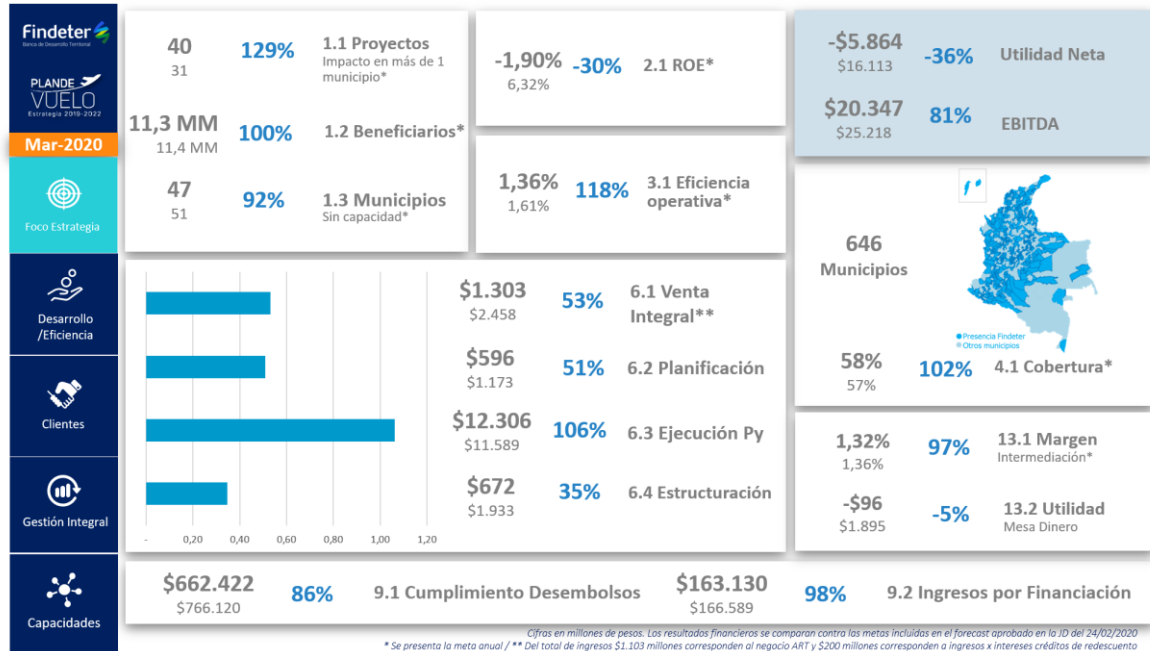 Findeter
Banca de Desarrollo Territorial
PLANDE
VUELO
Estrategia 2019-2022
Mar-2020
Foco Estrategia
Desarrollo
/Eficiencia
Clientes
Gestión Integral
Capacidades
40
31
129%
1.1 Proyectos
Impacto en más de 1
municipio*
11,3 MM
11,4 MM
100%
1.2 Beneficiarios*
47
51
92%
1.3 Municipios
Sin capacidad*
-1,90%
6,32%
-30%
2.1 ROE*
1,36%
1,61%
118%
3.1 Eficiencia
operativa*
-$5.864
$16.113
-36%
Utilidad Neta
$20.347
$25.218
81%
EBITDA
646
Municipios
Presencia Findeter
Otros municipios
58%
57%
102%
4.1 Cobertura*
$1.303
$2.458
53%
6.1 Venta
Integral**
$596
$1.173
51%
6.2 Planificación
$12.306
$11.589
106%
6.3 Ejecución Py
$672
$1.933
35%
6.4 Estructuración
- 0,20 0,40 0,60 0,80 1,00 1,20
1,32%
1,36%
97%
13.1 Margen
Intermediación*
-$96
$1.895
-5%
13.2 Utilidad
Mesa Dinero
$662.422
$766.120
86%
9.1 Cumplimiento Desembolsos
$163.130
$166.589
98%
9.2 Ingresos por Financiación
Cifras en millones de pesos. Los resultados financieros se comparan contra las metas incluidas en el forecast aprobado en la JD del 24/02/2020
* Se presenta la meta anual / ** Del total de ingresos $1.103 millones corresponden al negocio ART y $200 millones corresponden a ingresos x intereses créditos de redescuento